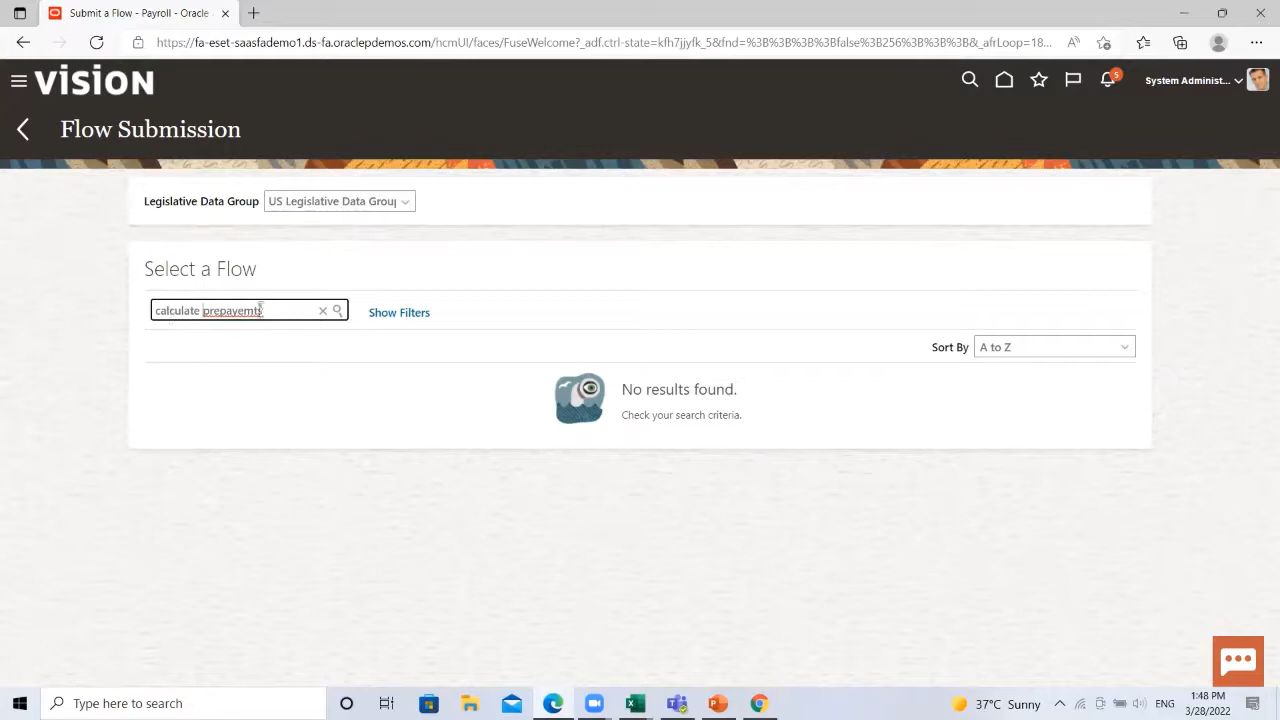 Submit a Flow - Payroll - Oracle
https://fa-eset-saasfademo1.ds-fa.oraclepdemos.com/hcmUI/faces/FuseWelcome?_adf.ctrl-state=kfh7jjyfk_5&fnd=%3B%3B%3B%3Bfalse%3B256%3B%3B%3B&_afrLoop=18...
vision
5
System Administ...
Flow Submission
Legislative Data Group US Legislative Data Grou
Select a Flow
calculate prepayemts
Show Filters
Sort By A to Z
No results found.
Check your search criteria.
Type here to search
37°C Sunny
ENG
1:48 PM
3/28/2022